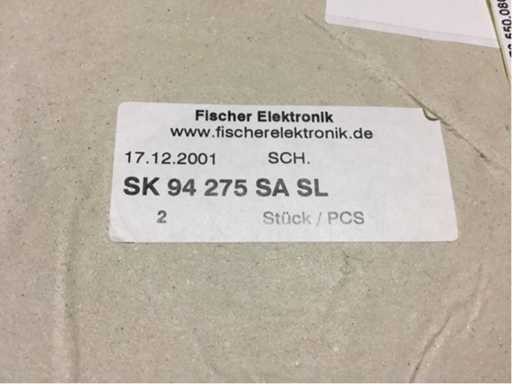 Fischer Elektronik
www.fischerelektronik.de
17.12.2001 SCH.
SK 94 275 SA SL
2 Stück / PCS